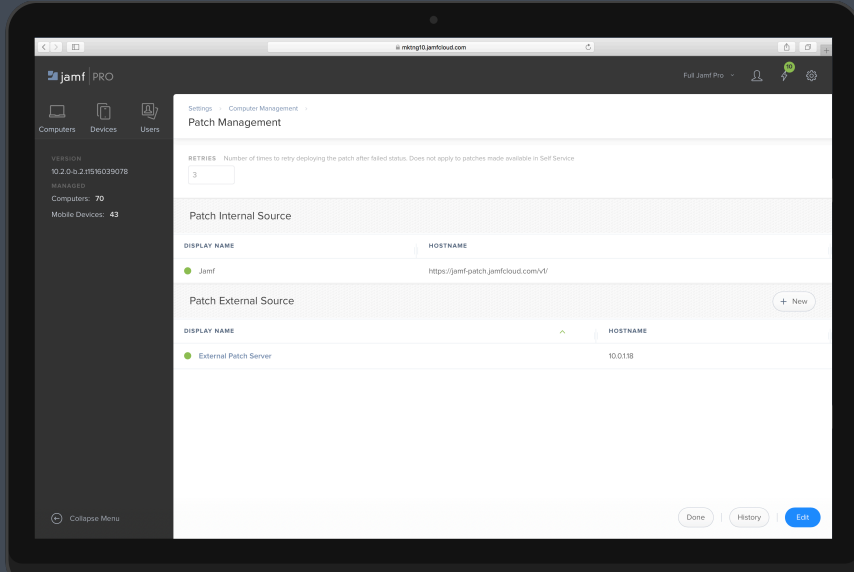 mktng10.jamfcloud.com
jamf PRO
Full Jamf Pro
10
Computers
Devices
Users
VERSION
10.2.0-b.2.t1516039078
MANAGED
Computers: 70
Mobile Devices: 43
Collapse Menu
Settings › Computer Management ›
Patch Management
RETRIES Number of times to retry deploying the patch after failed status. Does not apply to patches made available in Self Service
3
Patch Internal Source
DISPLAY NAME HOSTNAME
Jamf https://jamf-patch.jamfcloud.com/v1/
Patch External Source
+ New
DISPLAY NAME HOSTNAME
External Patch Server 10.0.1.18
Done
History
Edit